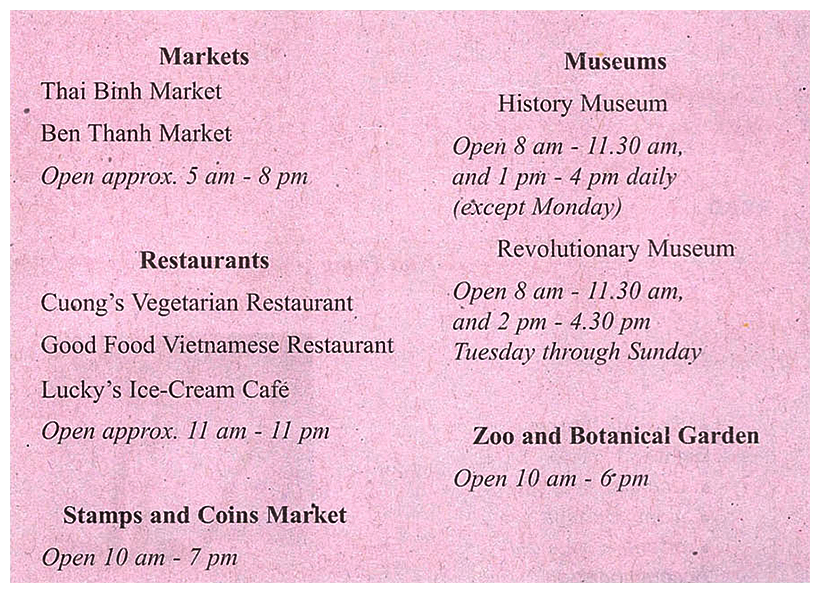 Markets
Thai Binh Market
Ben Thanh Market
Open approx. 5 am - 8 pm
Restaurants
Cuong's Vegetarian Restaurant
Good Food Vietnamese Restaurant
Lucky's Ice-Cream Café
Open approx. 11 am - 11 pm
Stamps and Coins Market
Open 10 am - 7 pm
Museums
History Museum
Open 8 am - 11.30 am,
and 1 pm - 4 pm daily
(except Monday)
Revolutionary Museum
Open 8 am - 11.30 am,
and 2 pm - 4.30 pm
Tuesday through Sunday
Zoo and Botanical Garden
Open 10 am - 6 pm